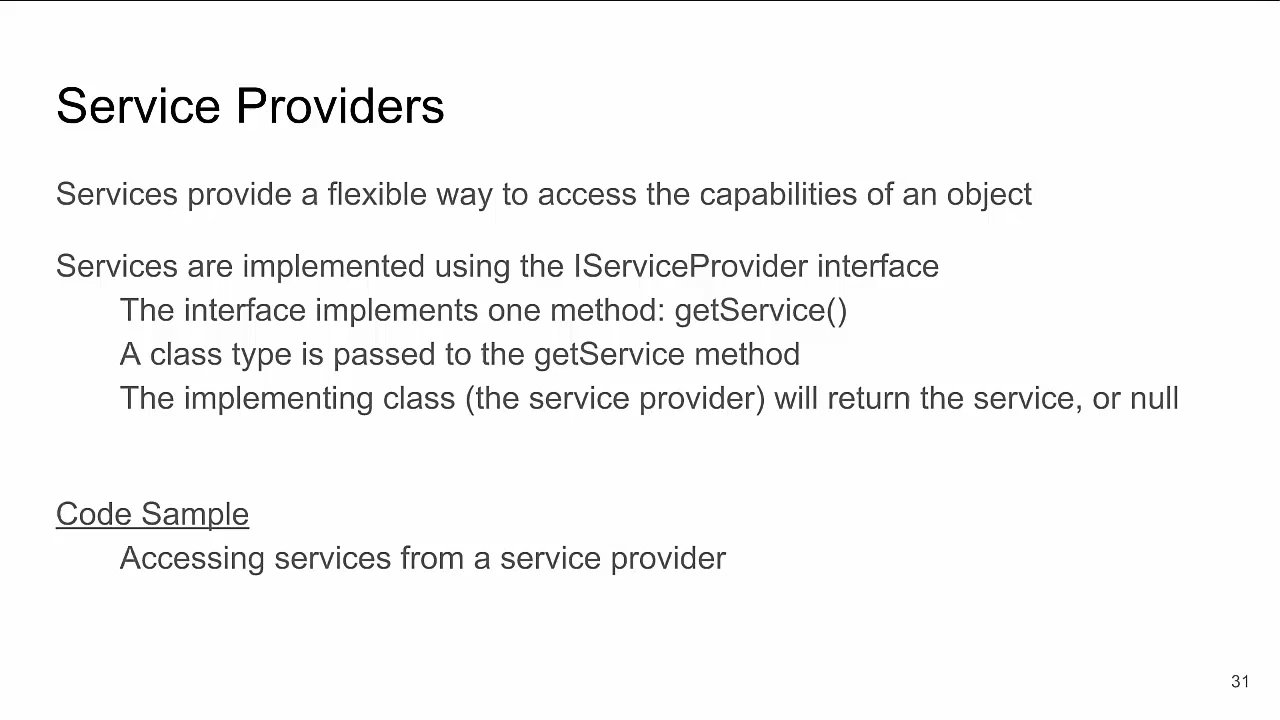 Service Providers
Services provide a flexible way to access the capabilities of an object
Services are implemented using the IServiceProvider interface
The interface implements one method: getService()
A class type is passed to the getService method
The implementing class (the service provider) will return the service, or null
Code Sample
Accessing services from a service provider
31